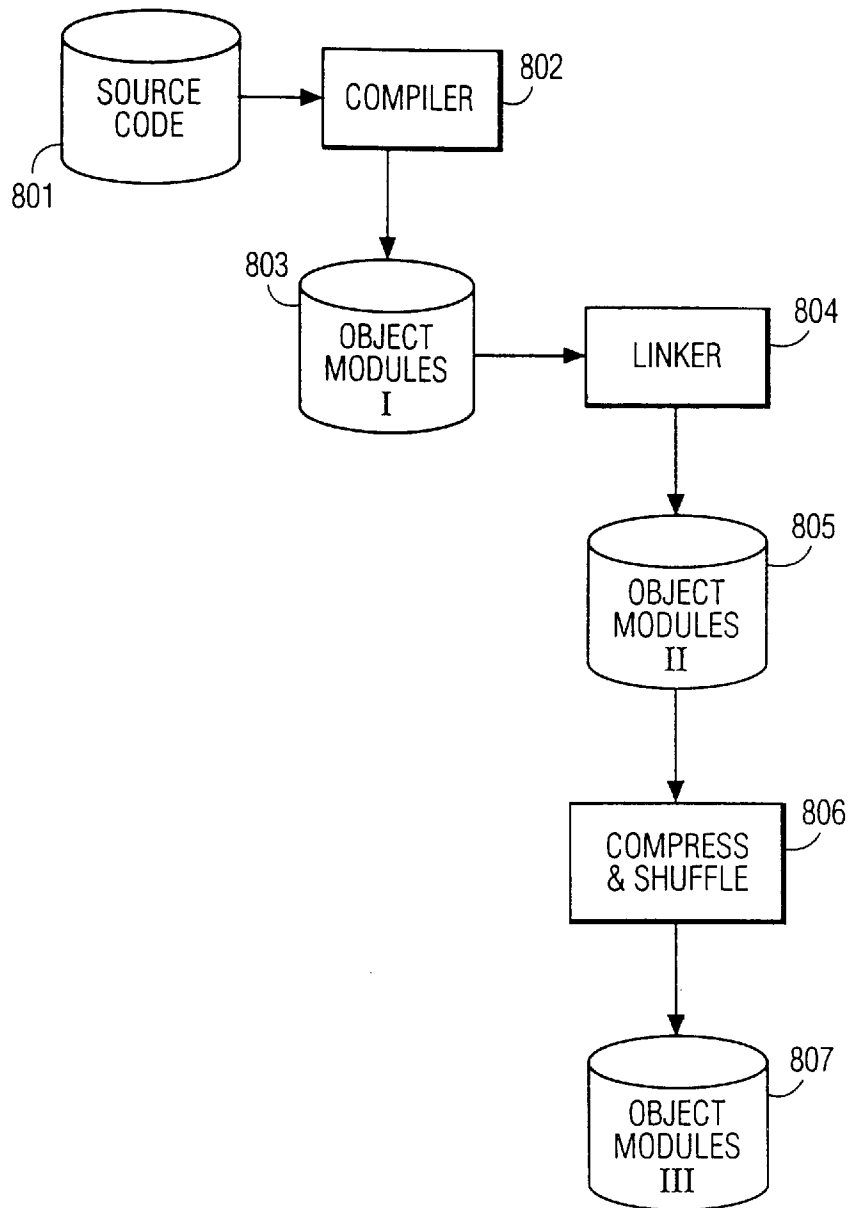 SOURCE
CODE
801
COMPILER
802
803
OBJECT
MODULES
I
LINKER
804
805
OBJECT
MODULES
II
806
COMPRESS
& SHUFFLE
807
OBJECT
MODULES
III